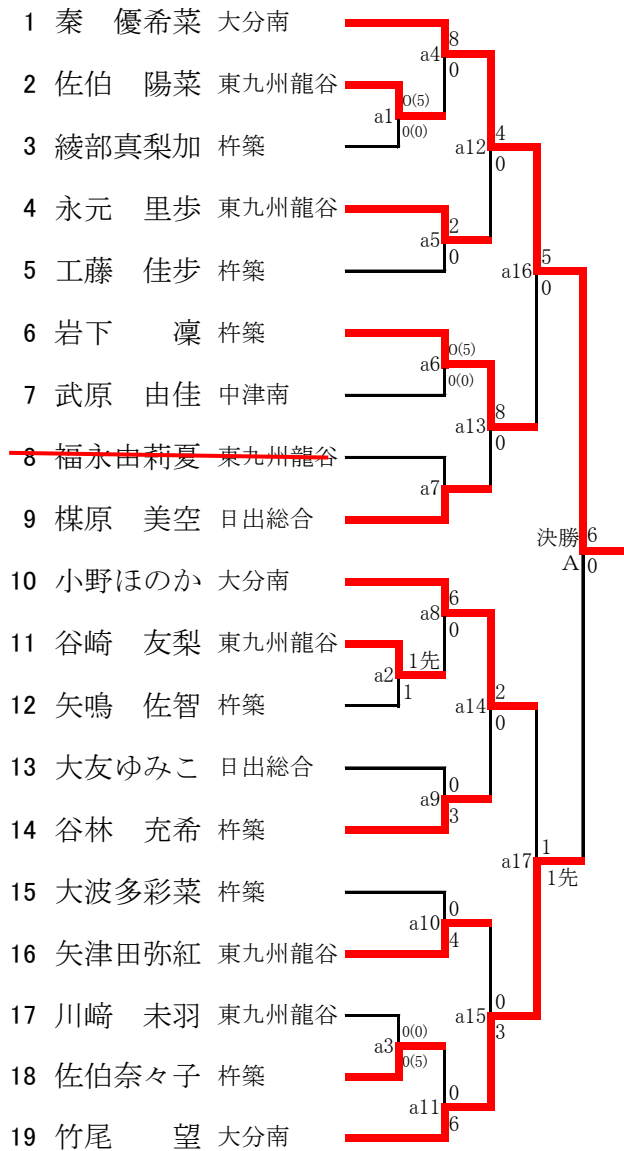 1 秦　優希菜 大分南
8
a4
0
2 佐伯　陽菜 東九州龍谷
0(5)
a1
0(0)
3 綾部真梨加 杵築
4
a12
0
4 永元　里歩 東九州龍谷
2
a5
0
5 工藤　佳歩 杵築
5
a16
0
6 岩下　　凜 杵築
0(5)
a6
0(0)
7 武原　由佳 中津南
8
a13
0
8 福永由莉夏 東九州龍谷
a7
9 楳原　美空 日出総合
決勝 6
A 0
10 小野ほのか 大分南
6
a8
0
11 谷崎　友梨 東九州龍谷
1先
a2
1
12 矢鳴　佐智 杵築
2
a14
0
13 大友ゆみこ 日出総合
0
a9
3
14 谷林　充希 杵築
1
a17
1先
15 大波多彩菜 杵築
0
a10
4
16 矢津田弥紅 東九州龍谷
0
a15
3
17 川﨑　未羽 東九州龍谷
0(0)
a3
0(5)
18 佐伯奈々子 杵築
0
a11
6
19 竹尾　　望 大分南